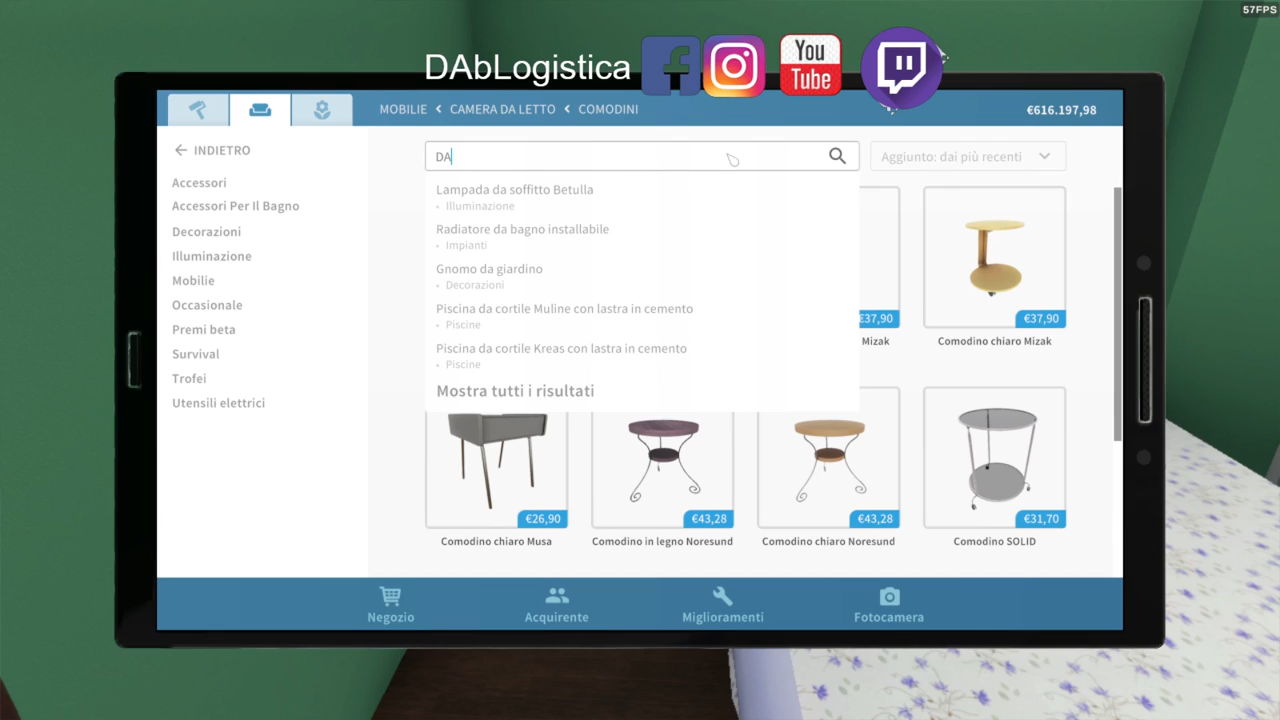 57FPS
DAbLogistica
You
Tube
MOBILIE < CAMERA DA LETTO < COMODINI
€616.197,98
INDIETRO
Accessori
Accessori Per Il Bagno
Decorazioni
Illuminazione
Mobilie
Occasionale
Premi beta
Survival
Trofei
Utensili elettrici
DA
Aggiunto: dai più recenti
Lampada da soffitto Betulla
• Illuminazione
Radiatore da bagno installabile
• Impianti
Gnomo da giardino
• Decorazioni
Piscina da cortile Muline con lastra in cemento
• Piscine
Piscina da cortile Kreas con lastra in cemento
• Piscine
Mostra tutti i risultati
€37,90
Mizak
€37,90
Comodino chiaro Mizak
€26,90
Comodino chiaro Musa
€43,28
Comodino in legno Noresund
€43,28
Comodino chiaro Noresund
€31,70
Comodino SOLID
Negozio
Acquirente
Miglioramenti
Fotocamera